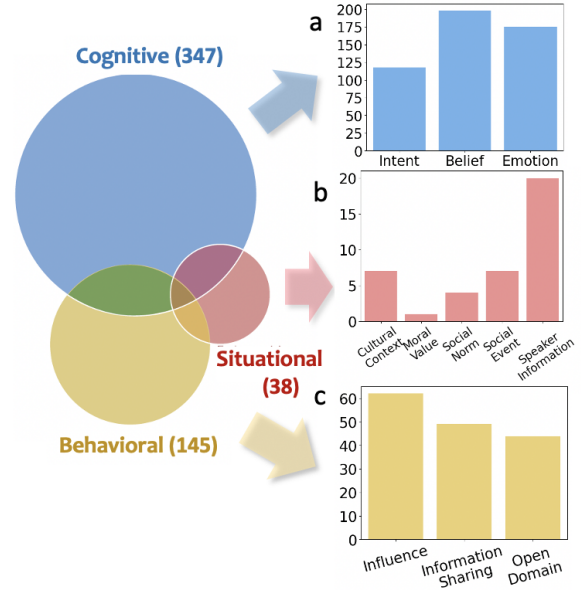 Cognitive (347)
Situational
(38)
Behavioral (145)
a
200
175
150
125
100
75
50
25
0
Intent
Belief
Emotion
b
20
15
10
5
0
Cultural
Context
Moral
Value
Social
Norm
Social
Event
Speaker
Information
c
60
50
40
30
20
10
0
Influence
Information
Sharing
Open
Domain